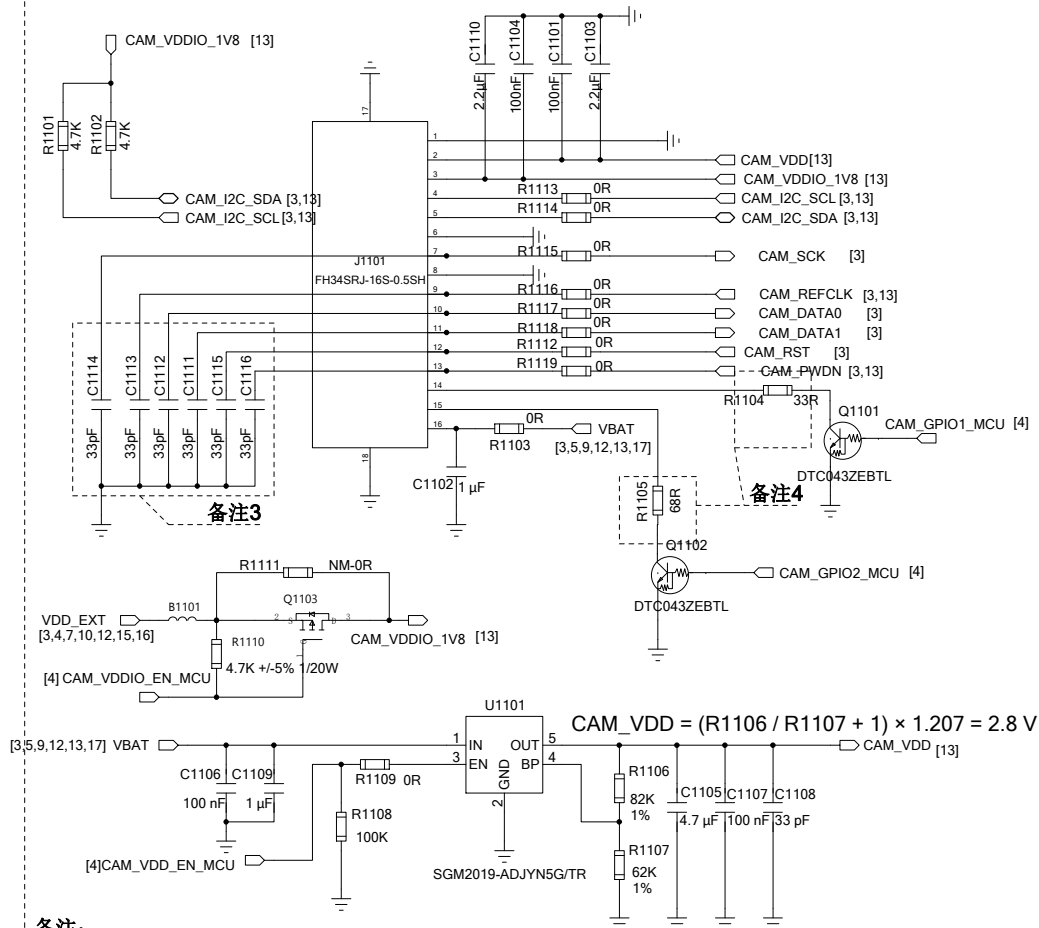 CAM_VDDIO_1V8 [13]
R1101
4.7K
R1102
4.7K
CAM_I2C_SDA [3,13]
CAM_I2C_SCL [3,13]
C1110
2.2µF
C1104
100nF
C1101
100nF
C1103
2.2µF
17
J1101
FH34SRJ-16S-0.5SH
18
1
2
CAM_VDD[13]
3
CAM_VDDIO_1V8 [13]
4
R1113
0R
CAM_I2C_SCL [3,13]
5
R1114
0R
CAM_I2C_SDA [3,13]
6
7
R1115
0R
CAM_SCK [3]
8
9
R1116
0R
CAM_REFCLK [3,13]
10
R1117
0R
CAM_DATA0 [3]
11
R1118
0R
CAM_DATA1 [3]
12
R1112
0R
CAM_RST [3]
13
R1119
0R
CAM_PWDN [3,13]
14
R1104
33R
Q1101
CAM_GPIO1_MCU [4]
DTC043ZEBTL
15
16
0R
R1103
VBAT
[3,5,9,12,13,17]
C1102
1 µF
C1114
33pF
C1113
33pF
C1112
33pF
C1111
33pF
C1115
33pF
C1116
33pF
备注3
R1105
68R
备注4
Q1102
CAM_GPIO2_MCU [4]
DTC043ZEBTL
R1111
NM-0R
VDD_EXT
[3,4,7,10,12,15,16]
B1101
Q1103
2
S
D
3
G
1
CAM_VDDIO_1V8 [13]
R1110
4.7K +/-5% 1/20W
[4] CAM_VDDIO_EN_MCU
U1101
CAM_VDD = (R1106 / R1107 + 1) × 1.207 = 2.8 V
[3,5,9,12,13,17] VBAT
1 IN
OUT 5
3 EN
BP 4
GND
2
CAM_VDD [13]
C1106
100 nF
C1109
1 µF
R1109 0R
R1108
100K
[4]CAM_VDD_EN_MCU
SGM2019-ADJYN5G/TR
R1106
82K
1%
R1107
62K
1%
C1105
4.7 µF
C1107
100 nF
C1108
33 pF
备注: